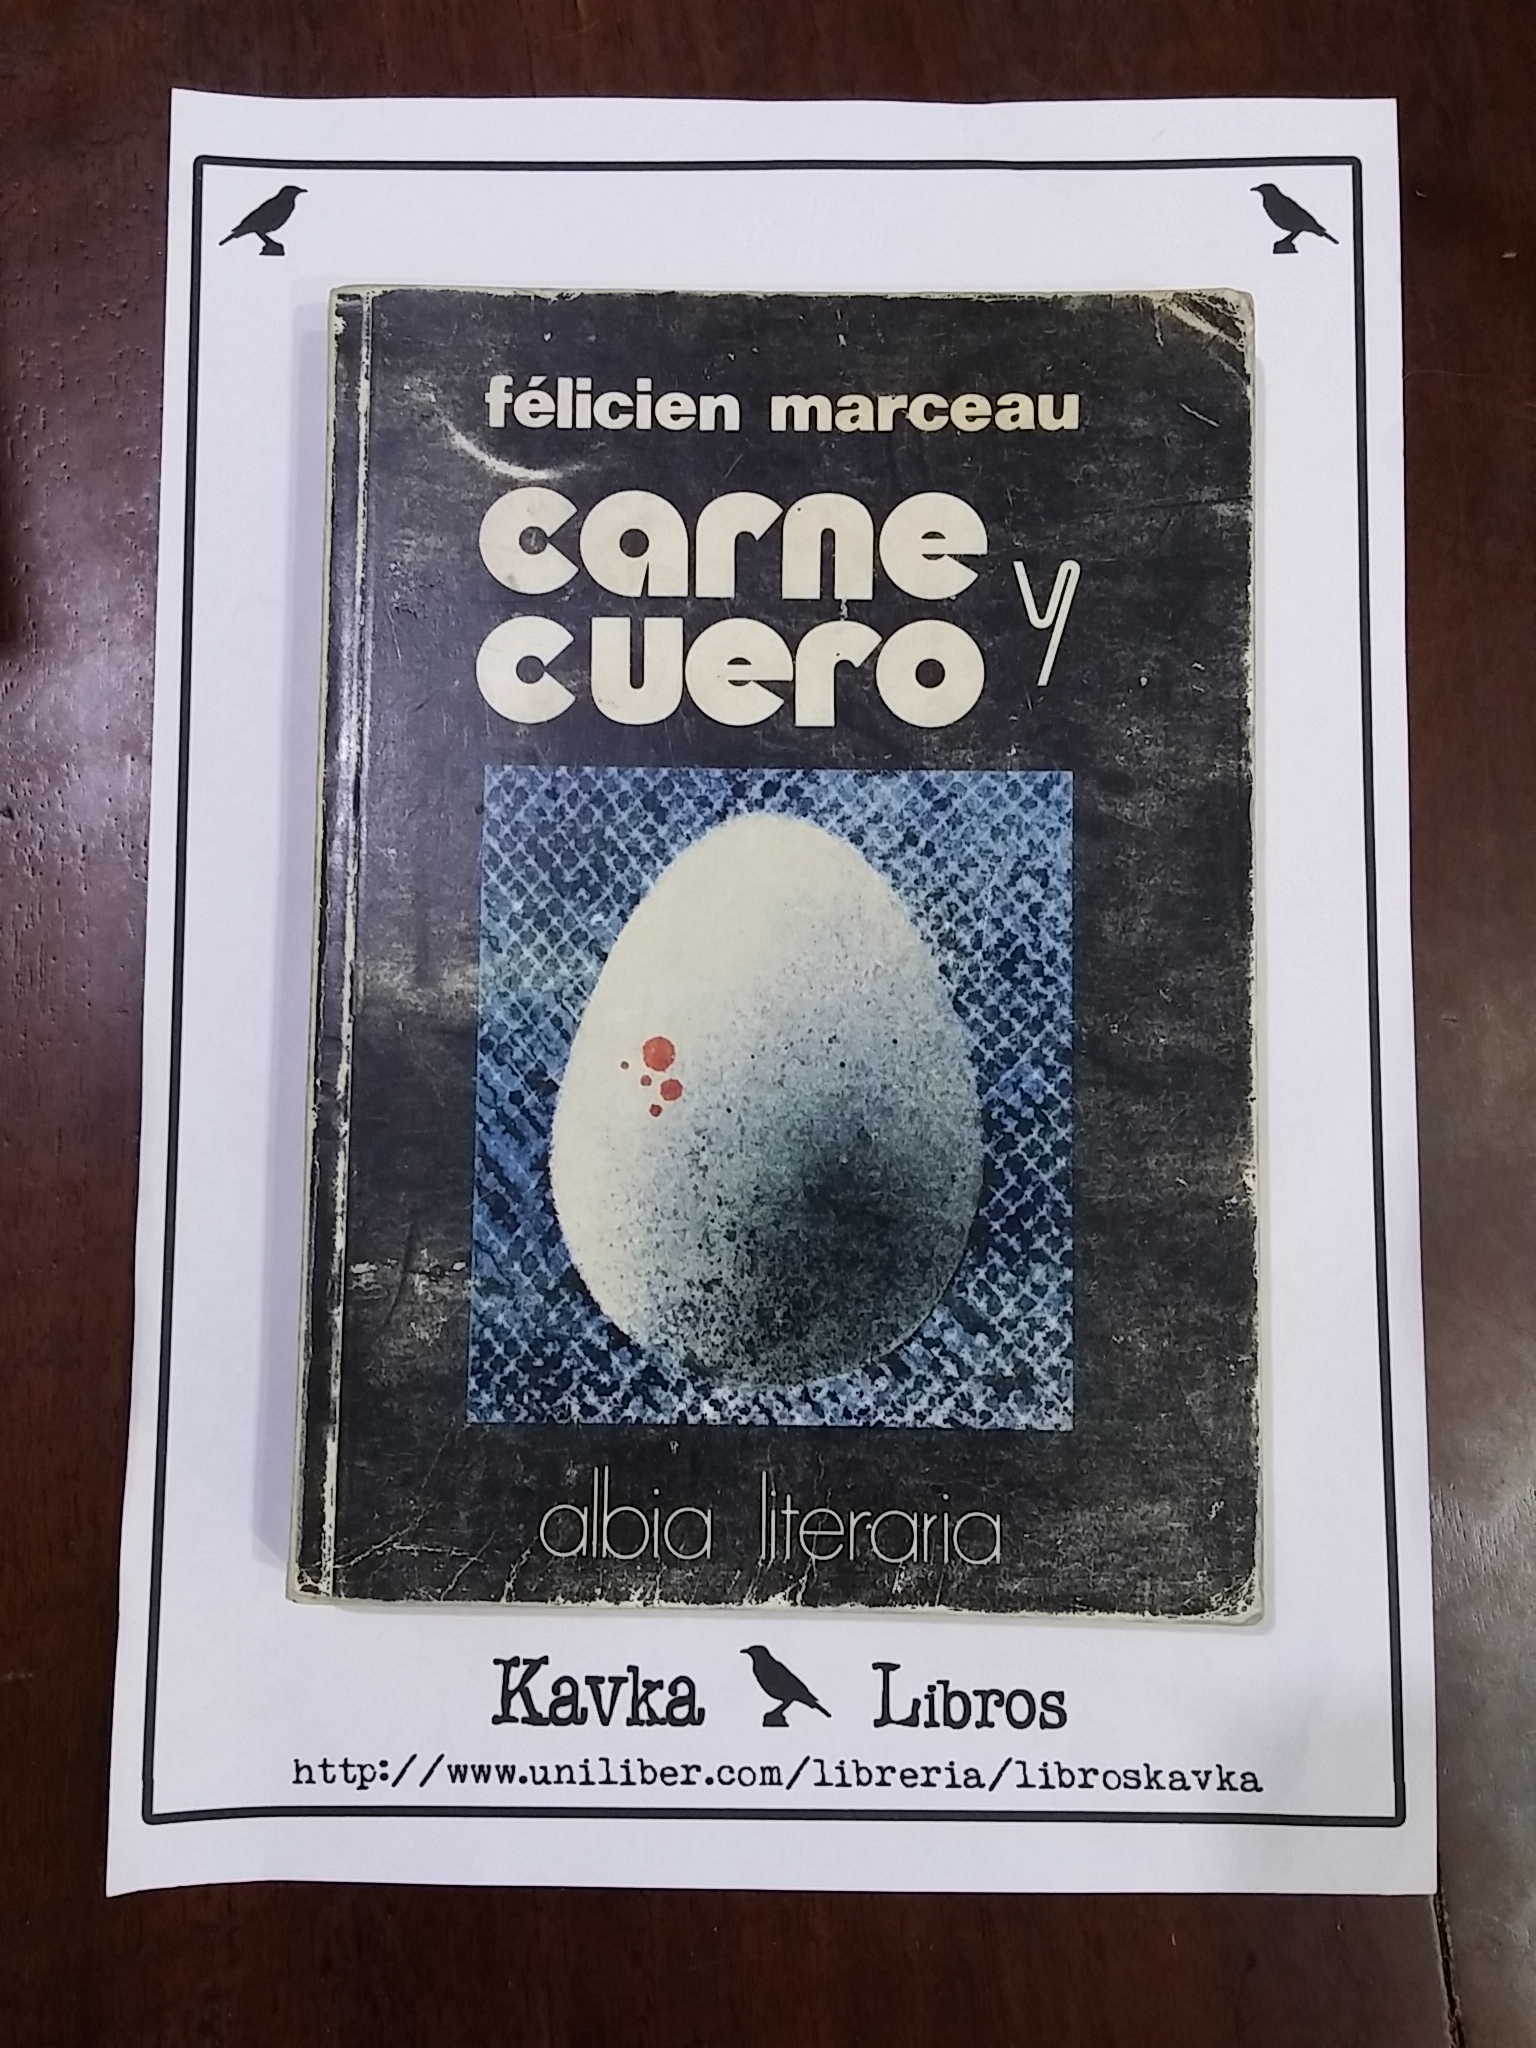 félicien marceau
carne y
cuero
albia literaria
Kavka Libros
http://www.uniliber.com/libreria/libroskavka